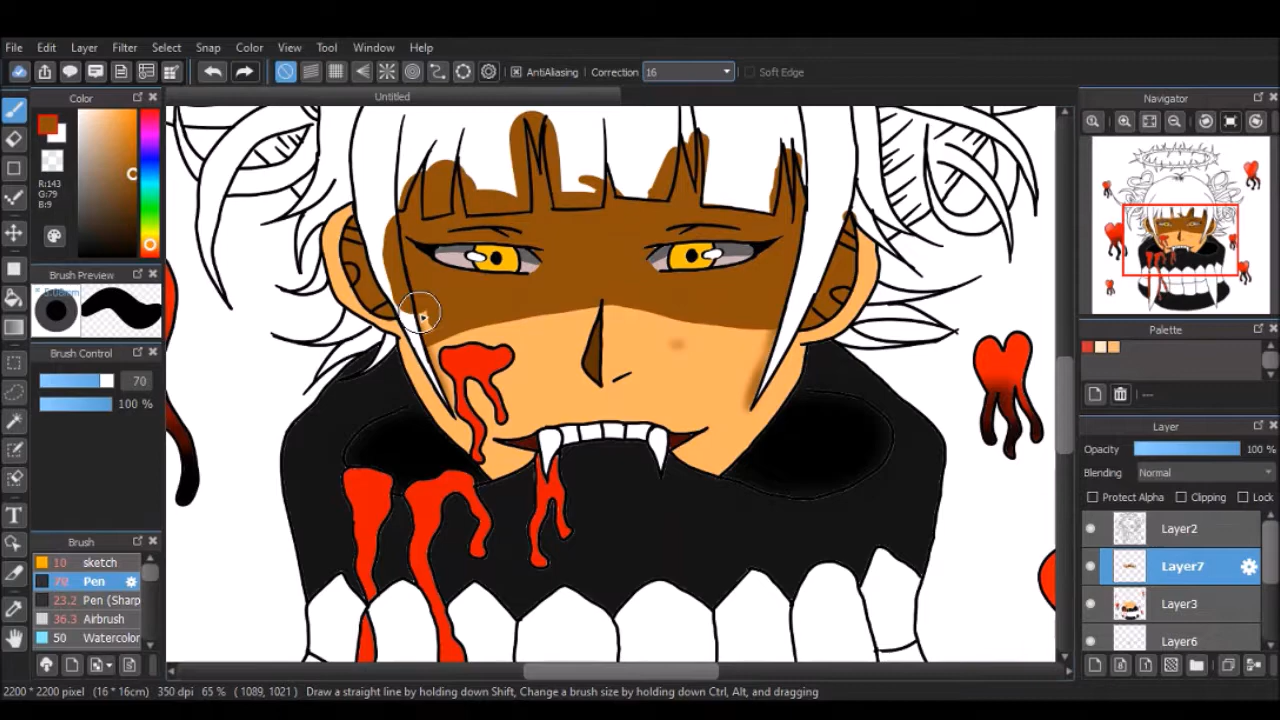 File Edit Layer Filter Select Snap Color View Tool Window Help
AntiAliasing Correction 16 Soft Edge
Color
Untitled
Navigator
R:143
G:79
B:9
Brush Preview
Brush Control
70
100 %
Palette
---
Layer
Opacity 100 %
Blending Normal
Protect Alpha Clipping Lock
Layer2
Layer7
Layer3
Layer6
Brush
10 sketch
70 Pen
23.2 Pen (Sharp
36.3 Airbrush
50 Watercolor
T
2200 * 2200 pixel (16 * 16cm) 350 dpi 65 % ( 1089, 1021 ) Draw a straight line by holding down Shift, Change a brush size by holding down Ctrl, Alt, and dragging